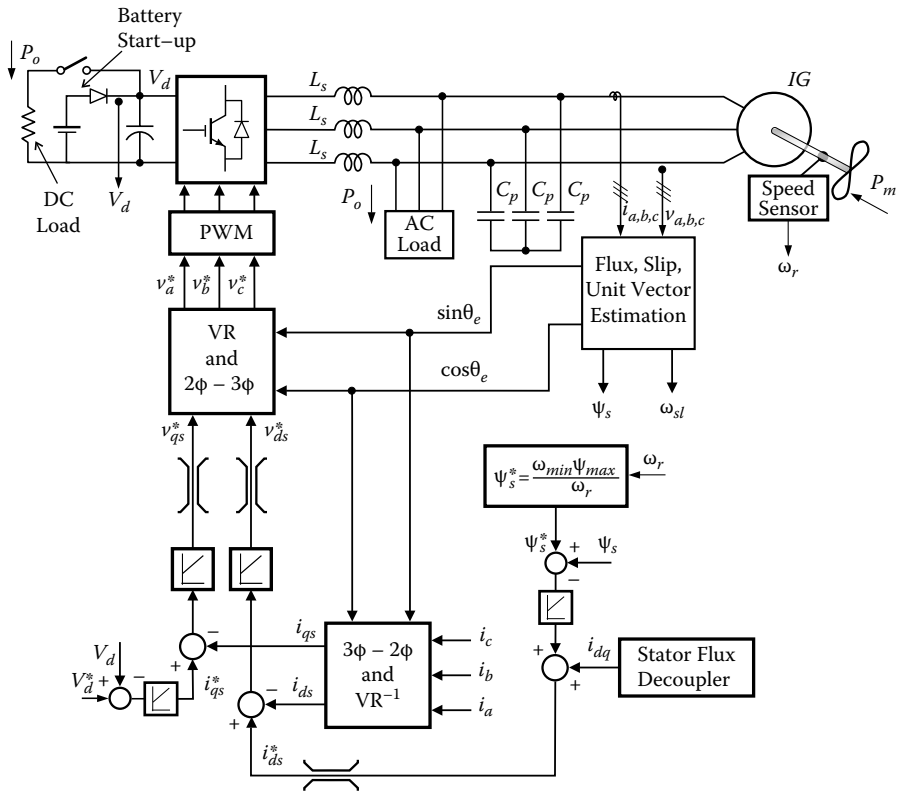 Battery
Start–up
P_o
V_d
L_s
L_s
L_s
IG
DC
Load
V_d
P_o
AC
Load
C_p
C_p
C_p
i_a,b,c
v_a,b,c
Speed
Sensor
P_m
ω_r
PWM
v_a^*
v_b^*
v_c^*
Flux, Slip,
Unit Vector
Estimation
sinθ_e
cosθ_e
VR
and
2ϕ – 3ϕ
ψ_s
ω_sl
v_qs^*
v_ds^*
ψ_s^* = ω_min ψ_max / ω_r
ω_r
ψ_s^*
+
ψ_s
–
i_qs
–
3ϕ – 2ϕ
and
VR^–1
i_c
i_b
i_a
i_dq
+
+
Stator Flux
Decoupler
V_d
V_d^*
+
–
+
i_qs^*
i_ds
–
+
i_ds^*